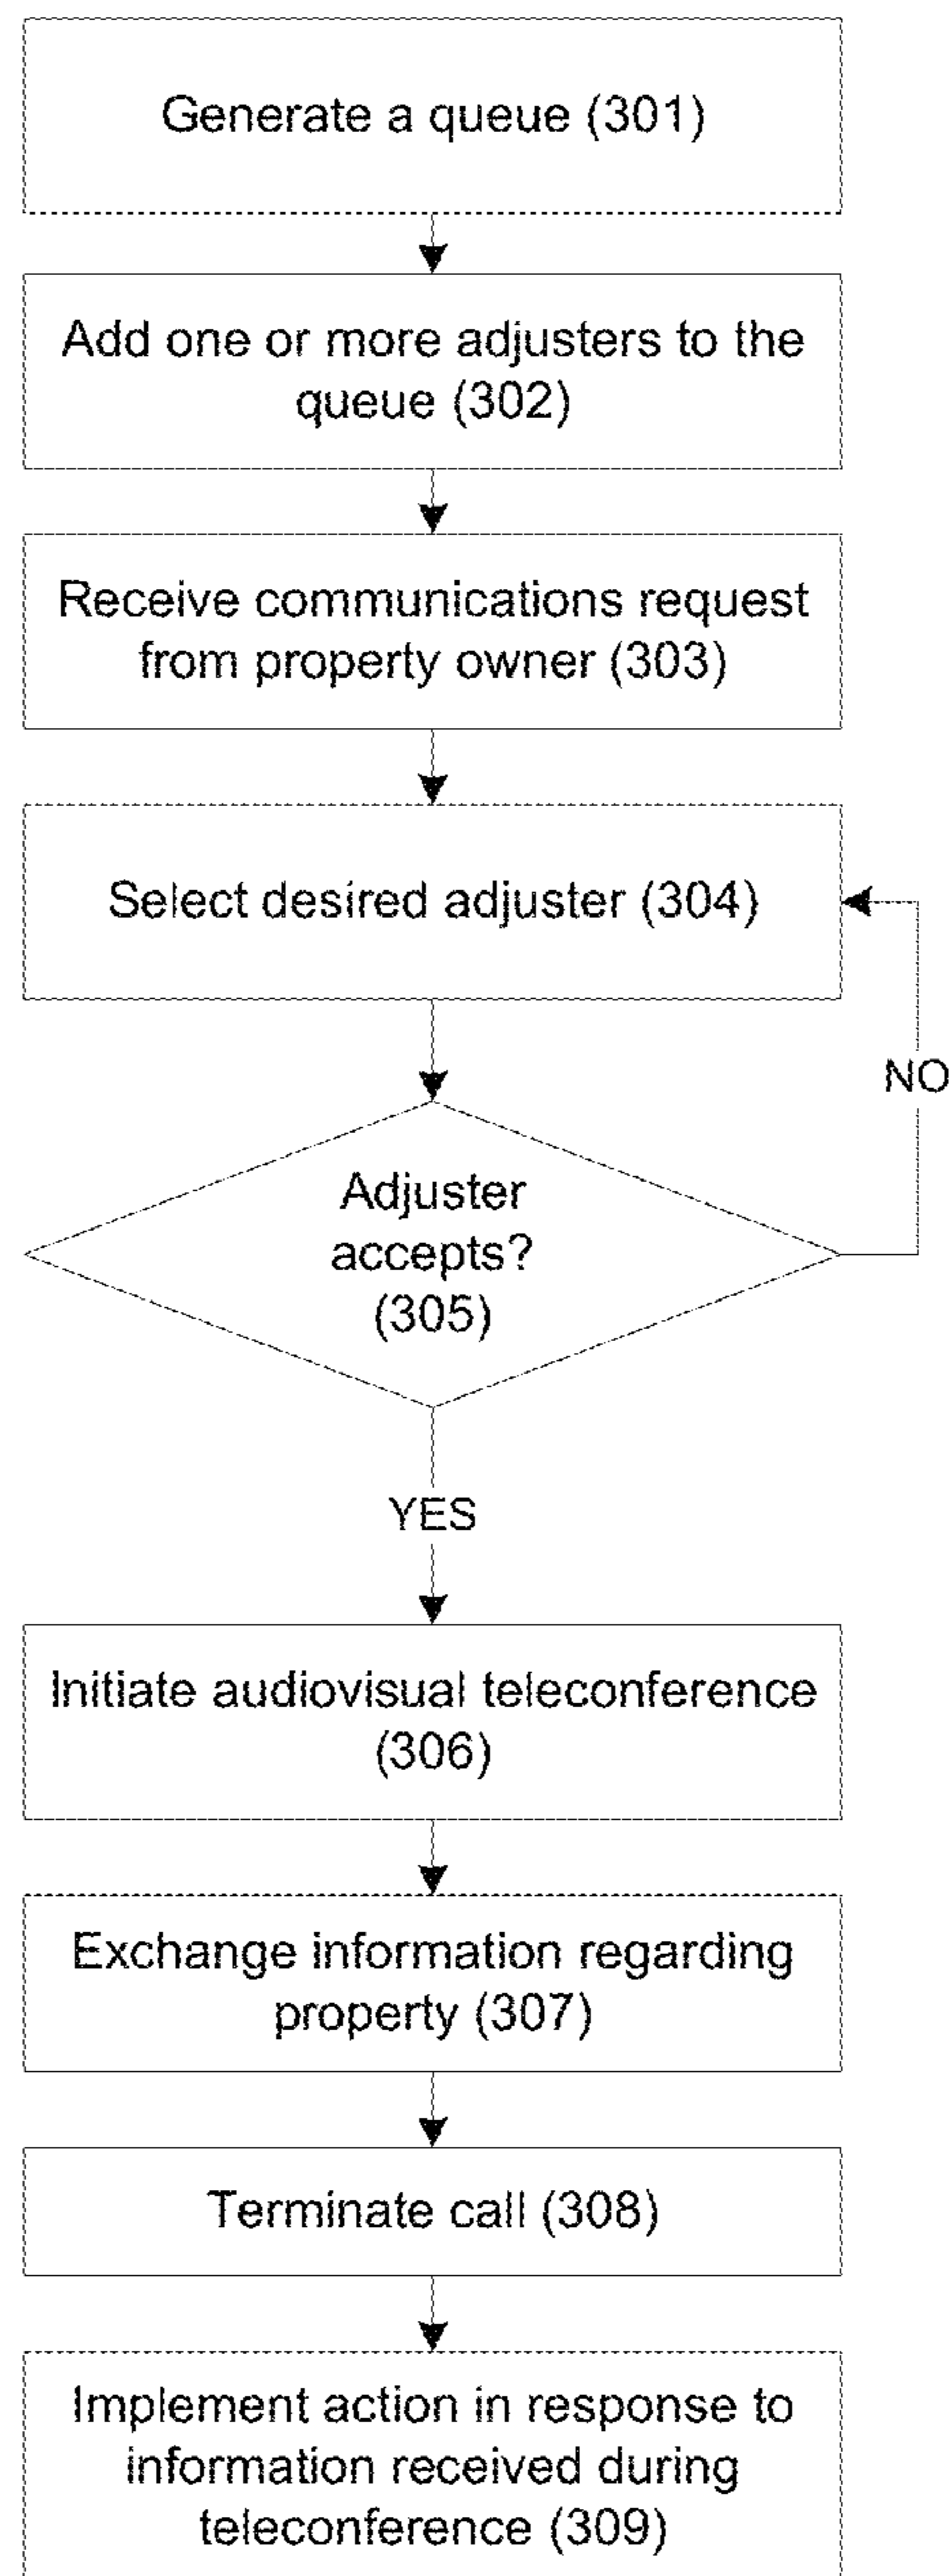 Generate a queue (301)
Add one or more adjusters to the
queue (302)
Receive communications request
from property owner (303)
Select desired adjuster (304)
NO
Adjuster
accepts?
(305)
YES
Initiate audiovisual teleconference
(306)
Exchange information regarding
property (307)
Terminate call (308)
Implement action in response to
information received during
teleconference (309)